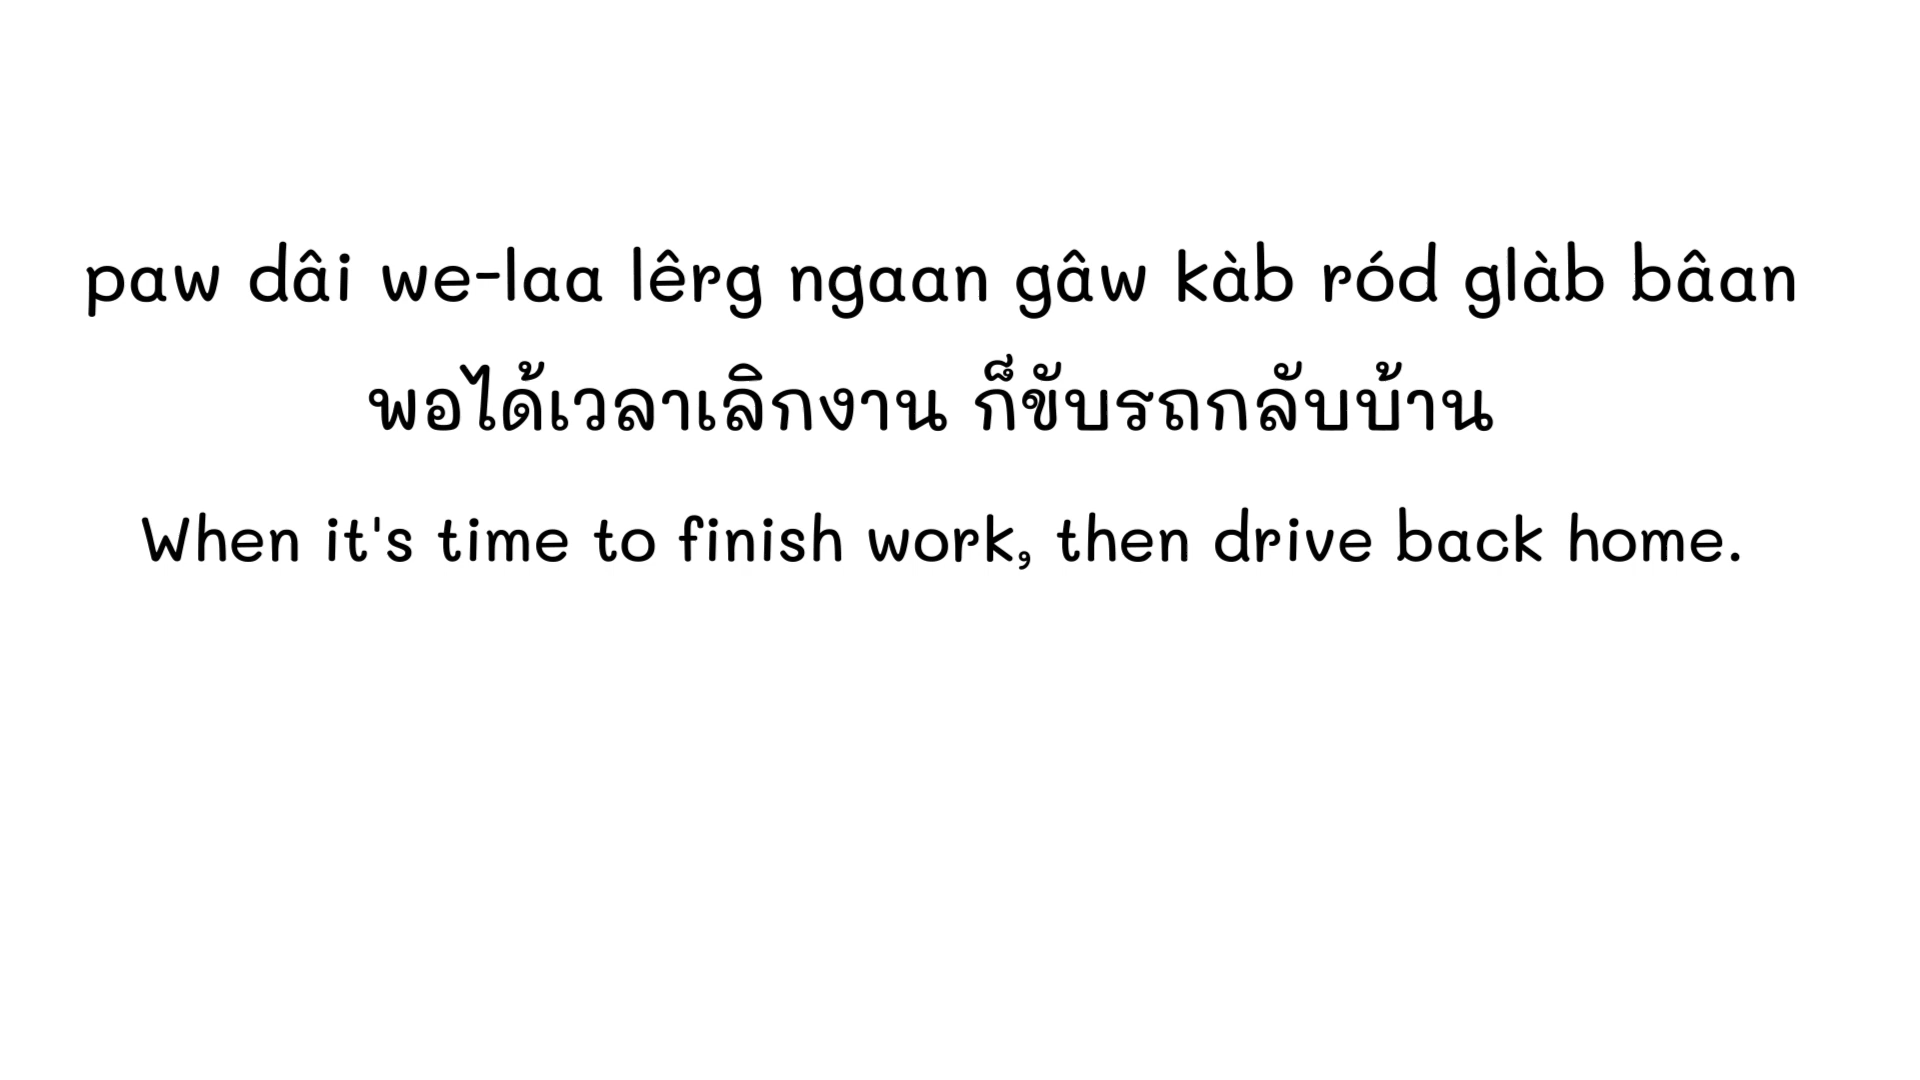 paw dâi we-laa lêrg ngaan gâw kàb ród glàb bâan
พอได้เวลาเลิกงาน ก็ขับรถกลับบ้าน
When it's time to finish work, then drive back home.